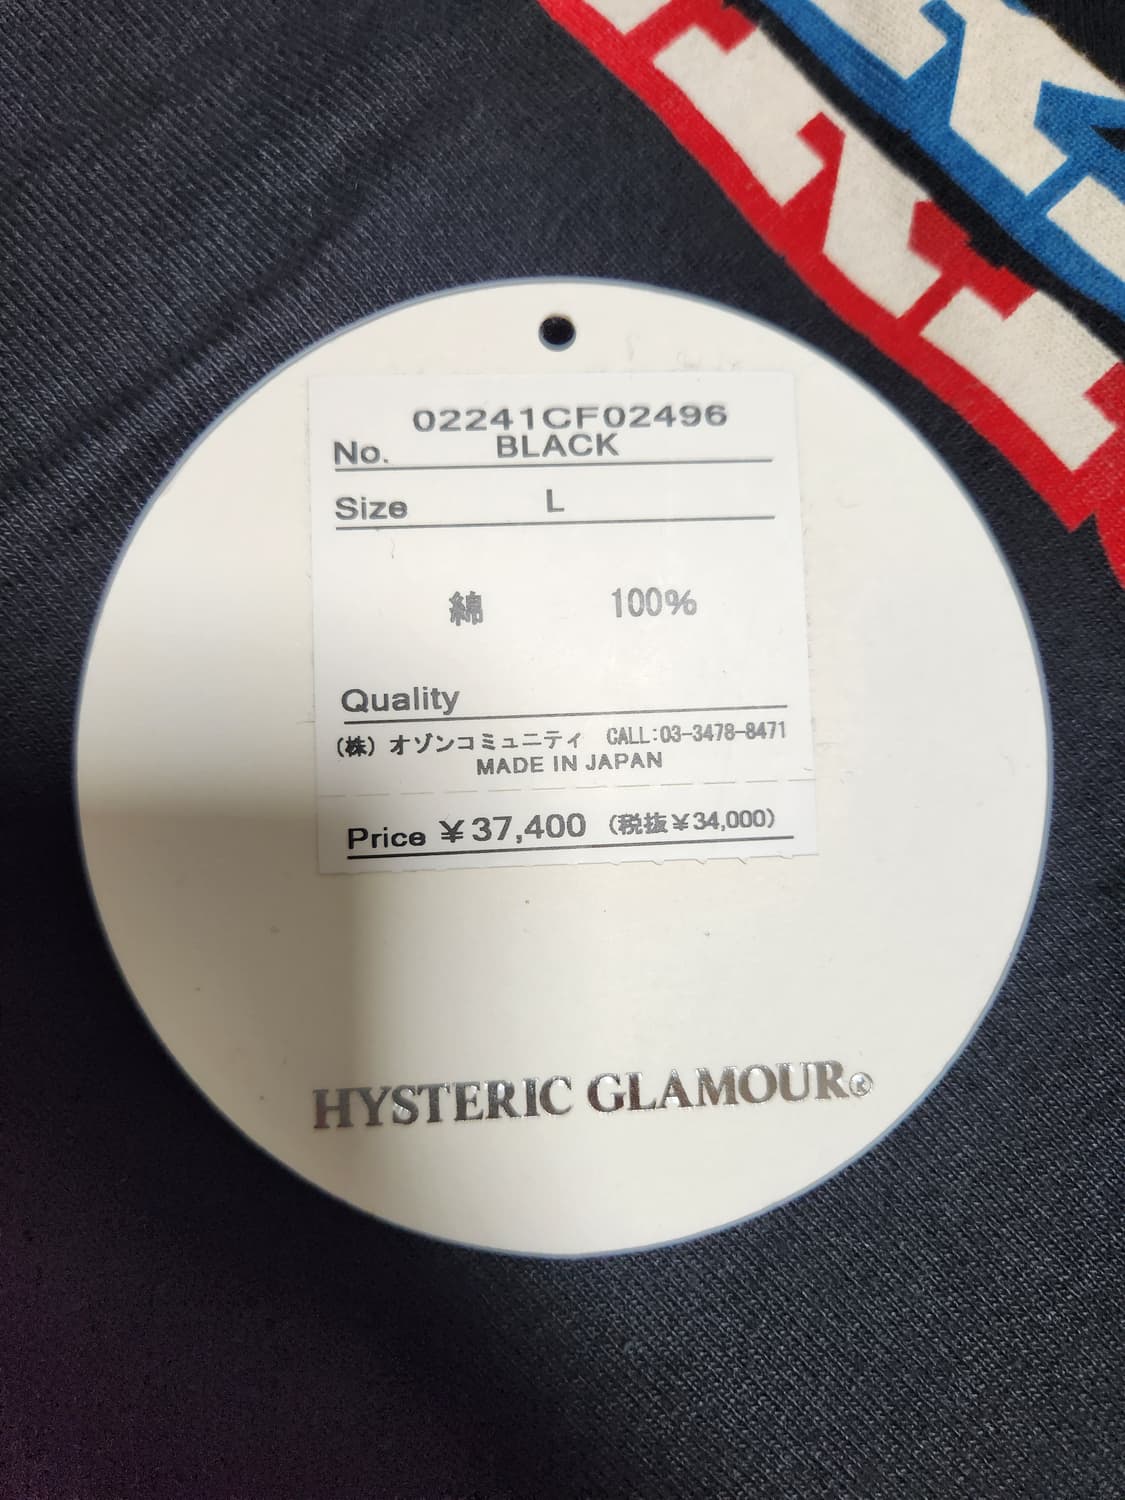 02241CF02496
No. BLACK
Size L
綿 100%
Quality
(株) オゾンコミュニティ CALL:03-3478-8471
MADE IN JAPAN
Price ¥37,400 (税抜¥34,000)
HYSTERIC GLAMOUR®